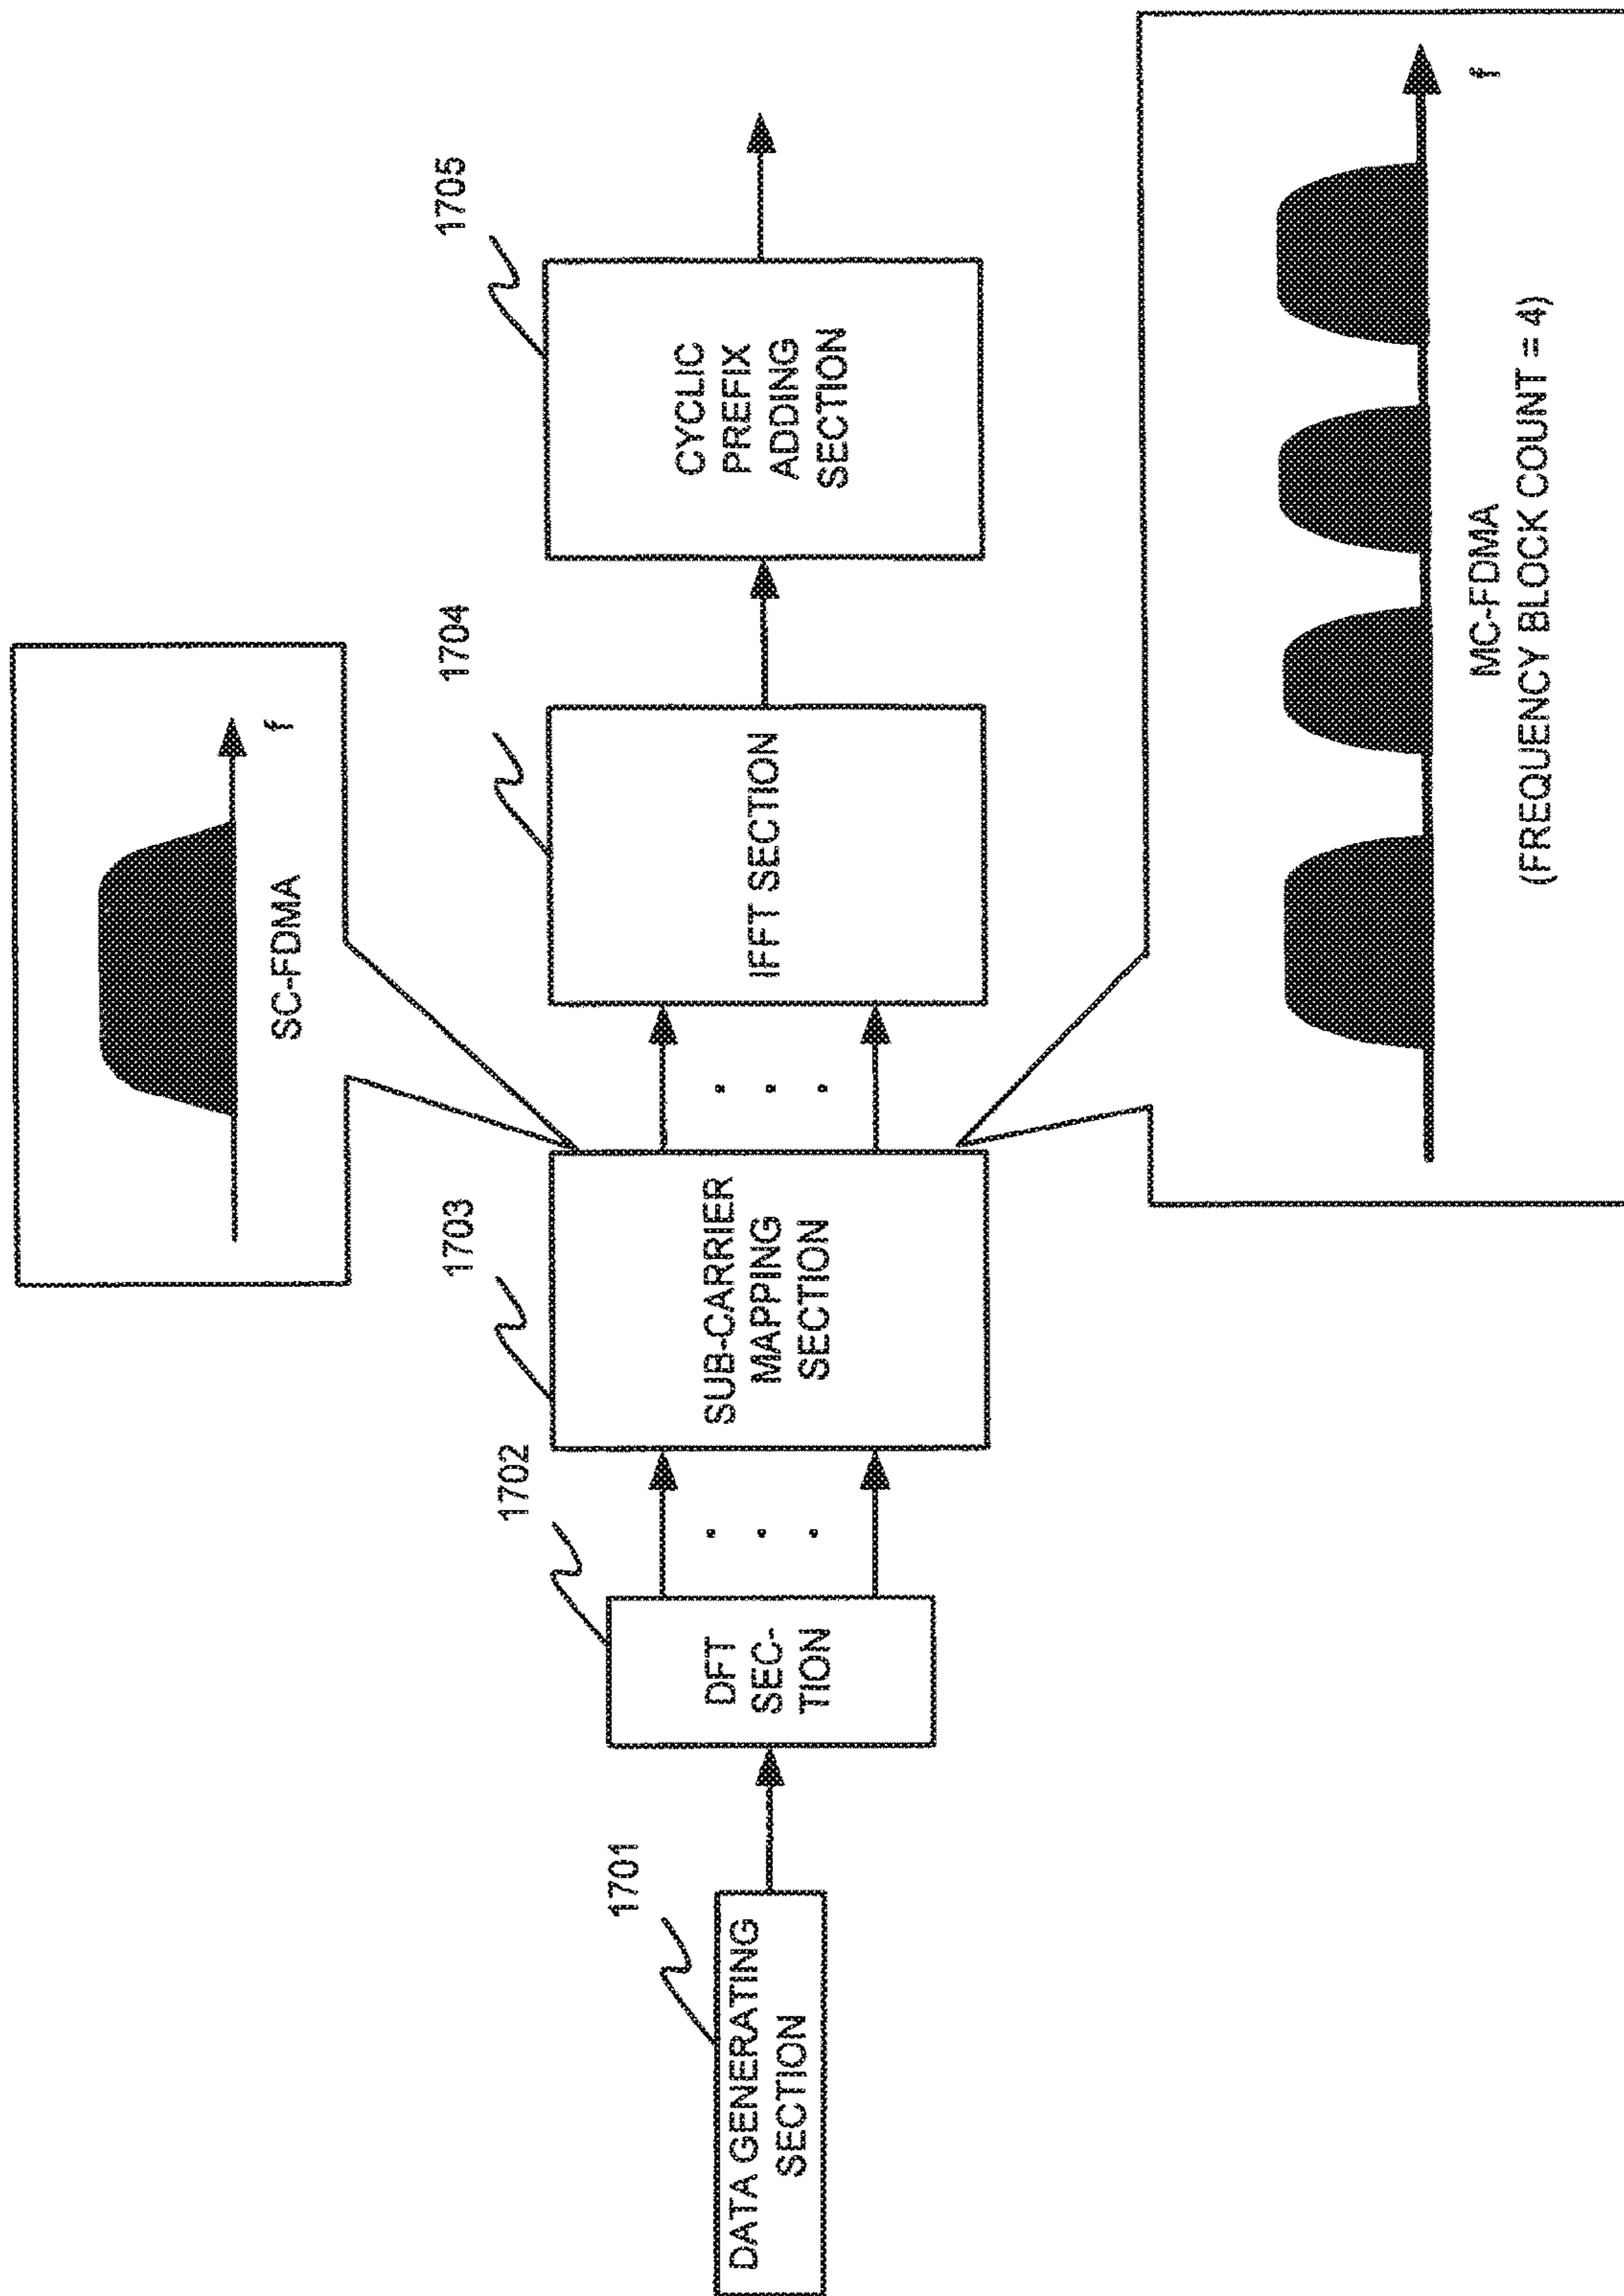 SC-FDMA
f
1701
DATA GENERATING
SECTION
1702
DFT
SEC-
TION
1703
SUB-CARRIER
MAPPING
SECTION
. . .
. . .
1704
IFFT SECTION
1705
CYCLIC
PREFIX
ADDING
SECTION
f
MC-FDMA
(FREQUENCY BLOCK COUNT = 4)